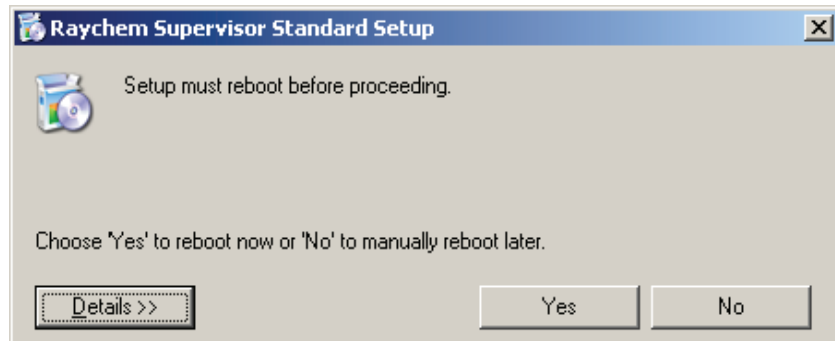 Raychem Supervisor Standard Setup
Setup must reboot before proceeding.
Choose 'Yes' to reboot now or 'No' to manually reboot later.
Details >>
Yes
No